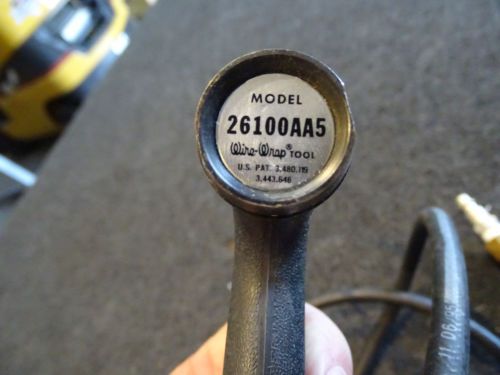 MODEL
26100AA5
Wire-Wrap® TOOL
U.S. PAT. 3,480,119
3,443,646